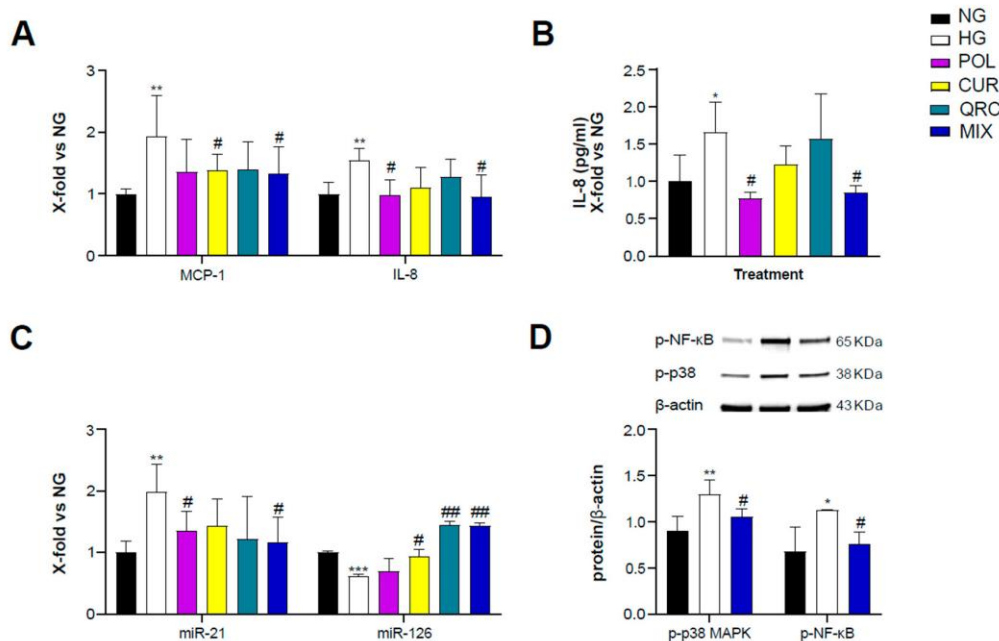 A
X-fold vs NG
3
2
1
0
**
#
#
**
#
#
MCP-1
IL-8
B
IL-8 (pg/ml)
X-fold vs NG
2.5
2.0
1.5
1.0
0.5
0.0
*
#
#
Treatment
NG
HG
POL
CUR
QRC
MIX
C
X-fold vs NG
3
2
1
0
**
#
#
***
#
##
##
miR-21
miR-126
D
p-NF-κB
65 KDa
p-p38
38 KDa
β-actin
43 KDa
protein/β-actin
2.0
1.5
1.0
0.5
0.0
**
#
*
#
p-p38 MAPK
p-NF-κB